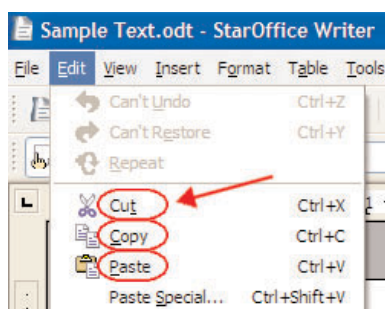 Sample Text.odt - StarOffice Writer
File Edit View Insert Format Table Tools
Can't Undo Ctrl+Z
Can't Restore Ctrl+Y
Repeat
Cut Ctrl+X
Copy Ctrl+C
Paste Ctrl+V
Paste Special... Ctrl+Shift+V